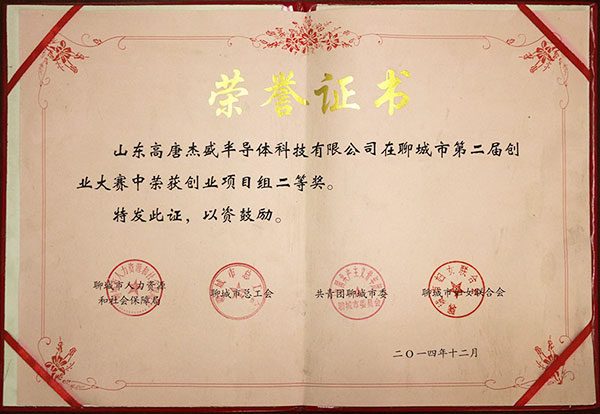 荣誉证书
山东高唐杰盛半导体科技有限公司在聊城市第二届创
业大赛中荣获创业项目组二等奖。
特发此证，以资鼓励。
聊城市人力资源
和社会保障局
聊城市总工会
共青团聊城市委
聊城市妇女联合会
二〇一四年十二月